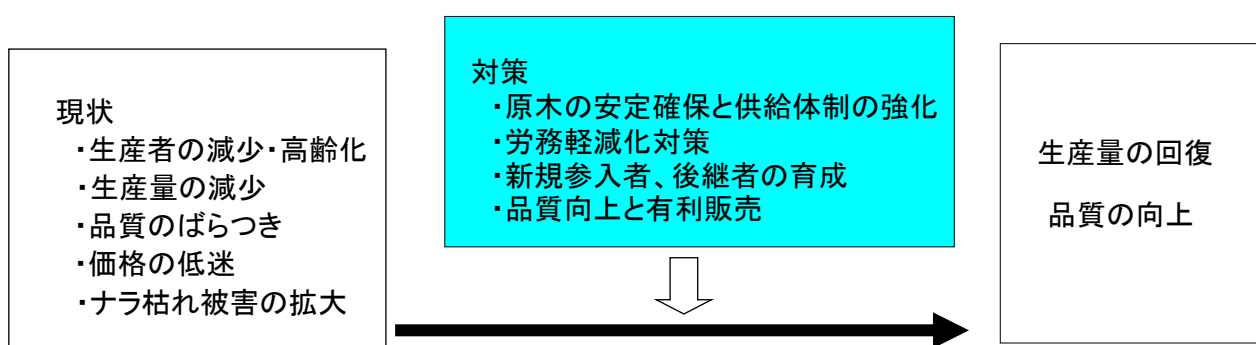 現状
・生産者の減少・高齢化
・生産量の減少
・品質のばらつき
・価格の低迷
・ナラ枯れ被害の拡大
対策
・原木の安定確保と供給体制の強化
・労務軽減化対策
・新規参入者、後継者の育成
・品質向上と有利販売
生産量の回復
品質の向上